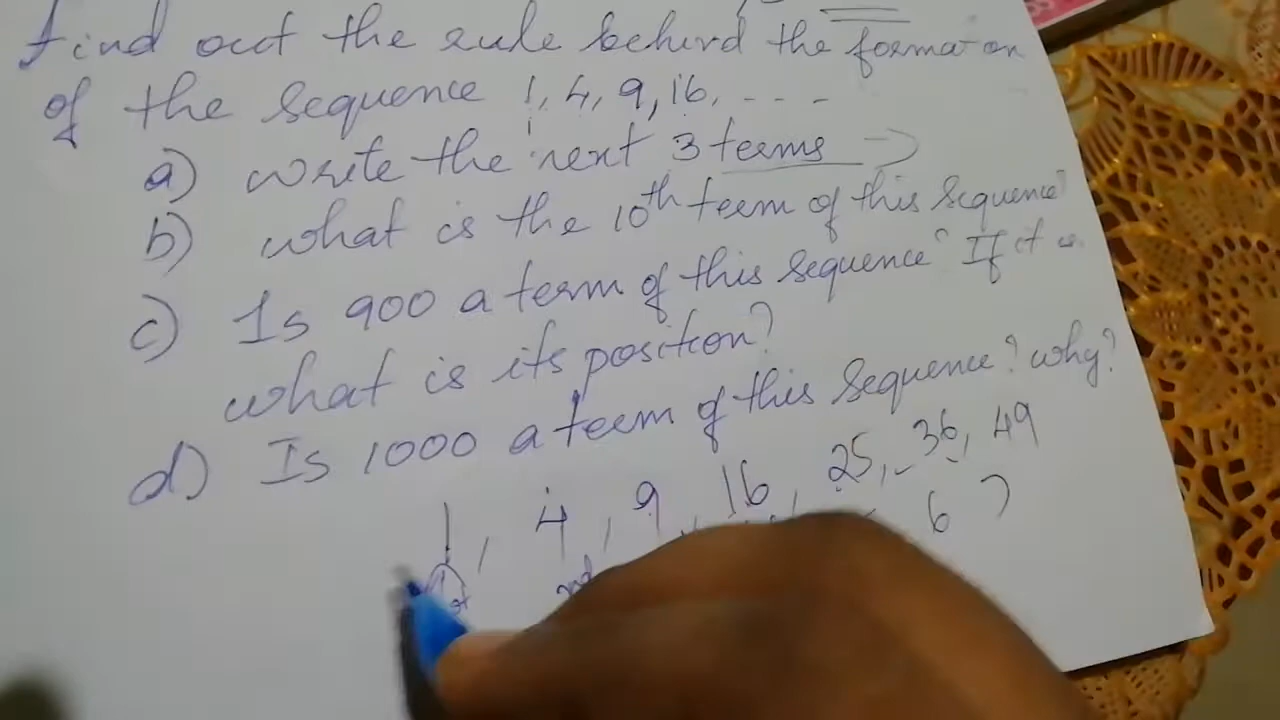 Find out the rule behind the formation
of the sequence 1, 4, 9, 16, - - -
a) write the next 3 terms
b) what is the 10th term of this sequence?
c) Is 900 a term of this sequence? If it is
what is its position?
d) Is 1000 a term of this sequence? why?
1, 4, 9, 16, 25, 36, 49
6 7